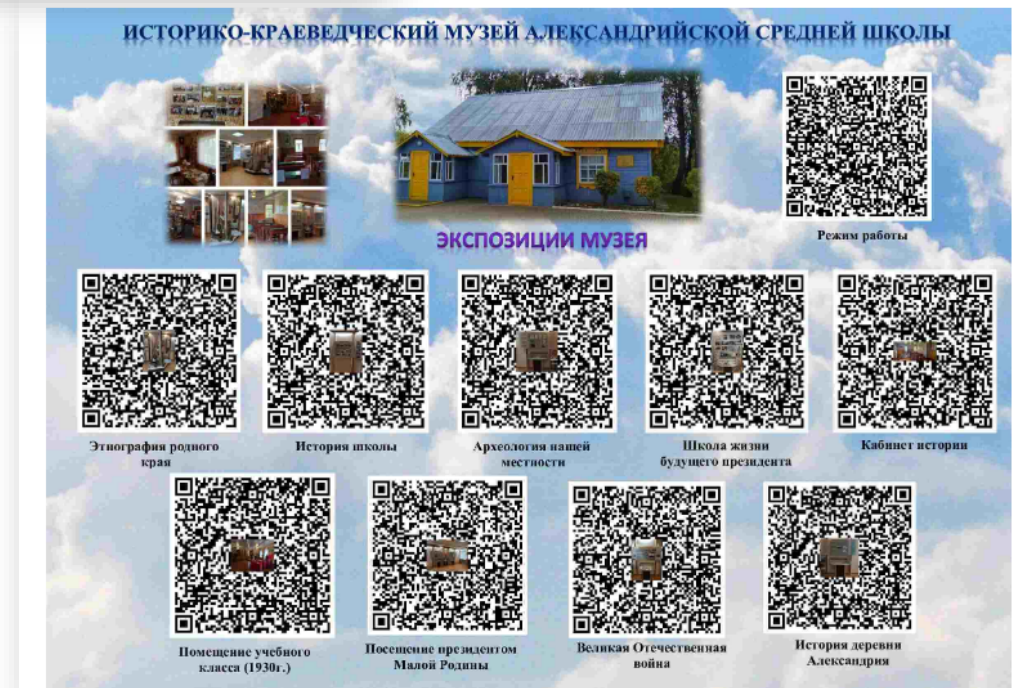 ИСТОРИКО-КРАЕВЕДЧЕСКИЙ МУЗЕЙ АЛЕКСАНДРИЙСКОЙ СРЕДНЕЙ ШКОЛЫ
Режим работы
ЭКСПОЗИЦИИ МУЗЕЯ
Этнография родного
края
История школы
Археология нашей
местности
Школа жизни
будущего президента
Кабинет истории
Помещение учебного
класса (1930г.)
Посещение президентом
Малой Родины
Великая Отечественная
война
История деревни
Александрия